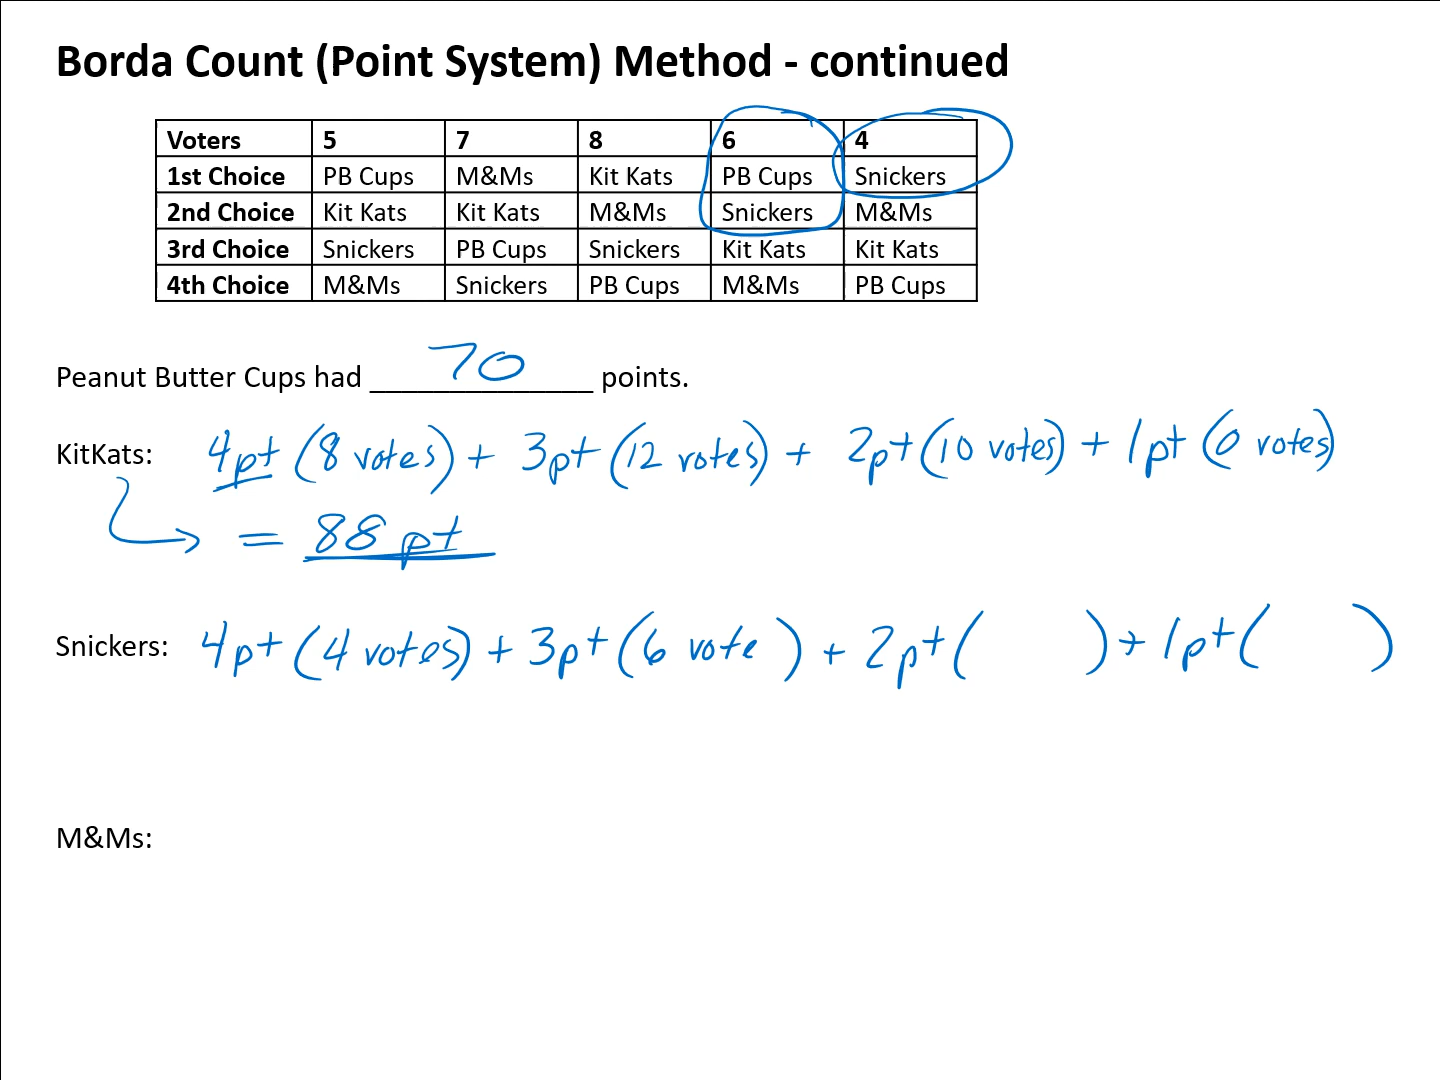 Borda Count (Point System) Method - continued
Voters 5 7 8 6 4
1st Choice PB Cups M&Ms Kit Kats PB Cups Snickers
2nd Choice Kit Kats Kit Kats M&Ms Snickers M&Ms
3rd Choice Snickers PB Cups Snickers Kit Kats Kit Kats
4th Choice M&Ms Snickers PB Cups M&Ms PB Cups
Peanut Butter Cups had 70 points.
KitKats: 4pt (8 votes) + 3pt (12 votes) + 2pt (10 votes) + 1pt (0 votes)
= 88 pt
Snickers: 4pt (4 votes) + 3pt (6 vote ) + 2pt ( ) + 1pt ( )
M&Ms: